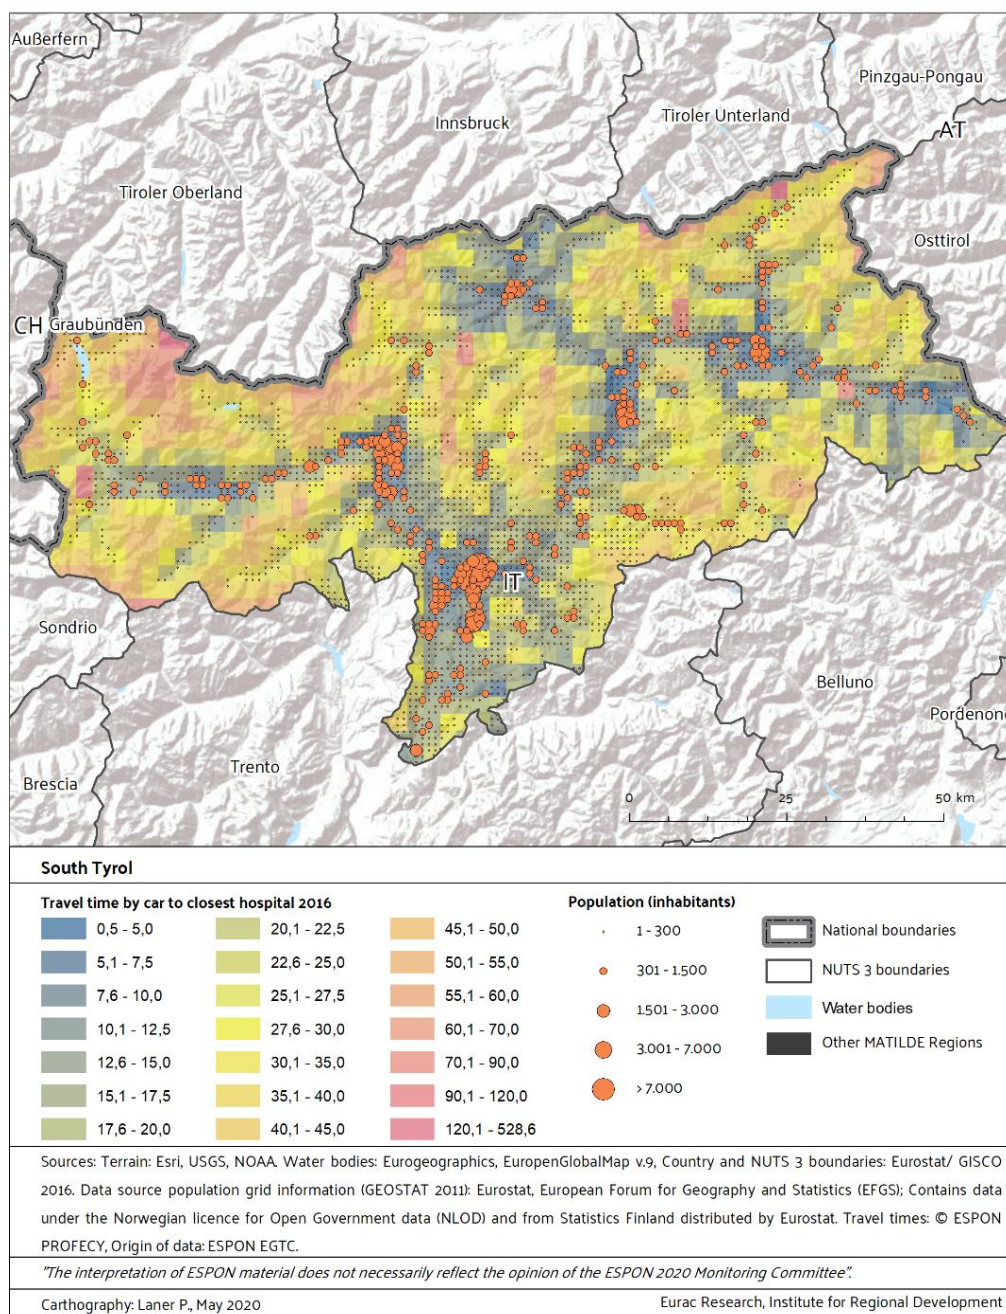 Außerfern
Pinzgau-Pongau
Innsbruck
Tiroler Unterland
AT
Tiroler Oberland
Osttirol
CH
Graubünden
IT
Sondrio
Belluno
Pordenone
Trento
Brescia
0 25 50 km
South Tyrol
Travel time by car to closest hospital 2016
0,5 - 5,0
5,1 - 7,5
7,6 - 10,0
10,1 - 12,5
12,6 - 15,0
15,1 - 17,5
17,6 - 20,0
20,1 - 22,5
22,6 - 25,0
25,1 - 27,5
27,6 - 30,0
30,1 - 35,0
35,1 - 40,0
40,1 - 45,0
45,1 - 50,0
50,1 - 55,0
55,1 - 60,0
60,1 - 70,0
70,1 - 90,0
90,1 - 120,0
120,1 - 528,6
Population (inhabitants)
1 - 300
301 - 1.500
1.501 - 3.000
3.001 - 7.000
> 7.000
National boundaries
NUTS 3 boundaries
Water bodies
Other MATILDE Regions
Sources: Terrain: Esri, USGS, NOAA. Water bodies: Eurogeographics, EuropenGlobalMap v.9, Country and NUTS 3 boundaries: Eurostat/ GISCO
2016. Data source population grid information (GEOSTAT 2011): Eurostat, European Forum for Geography and Statistics (EFGS); Contains data
under the Norwegian licence for Open Government data (NLOD) and from Statistics Finland distributed by Eurostat. Travel times: © ESPON
PROFECY, Origin of data: ESPON EGTC.
"The interpretation of ESPON material does not necessarily reflect the opinion of the ESPON 2020 Monitoring Committee".
Carthography: Laner P., May 2020
Eurac Research, Institute for Regional Development